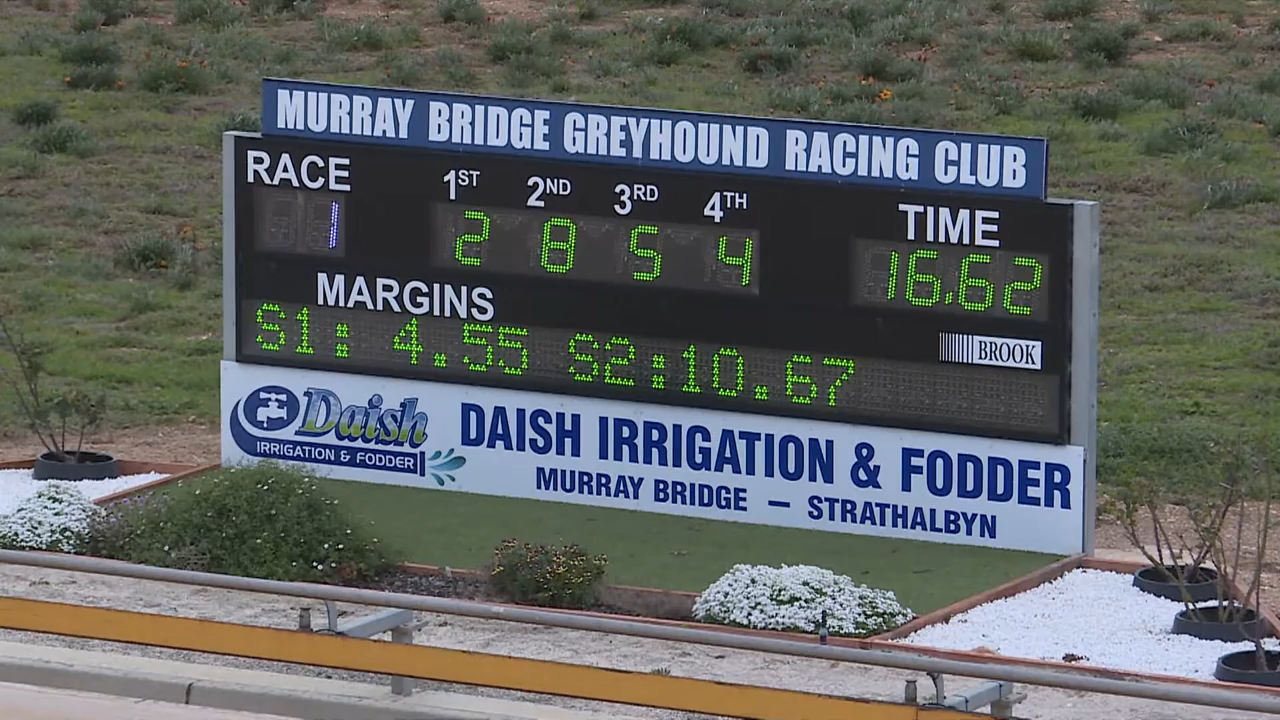 MURRAY BRIDGE GREYHOUND RACING CLUB
RACE 1ST 2ND 3RD 4TH TIME
1 2 8 5 4 16.62
MARGINS
S1: 4.55 S2:10.67
BROOK
Daish
IRRIGATION & FODDER
DAISH IRRIGATION & FODDER
MURRAY BRIDGE – STRATHALBYN